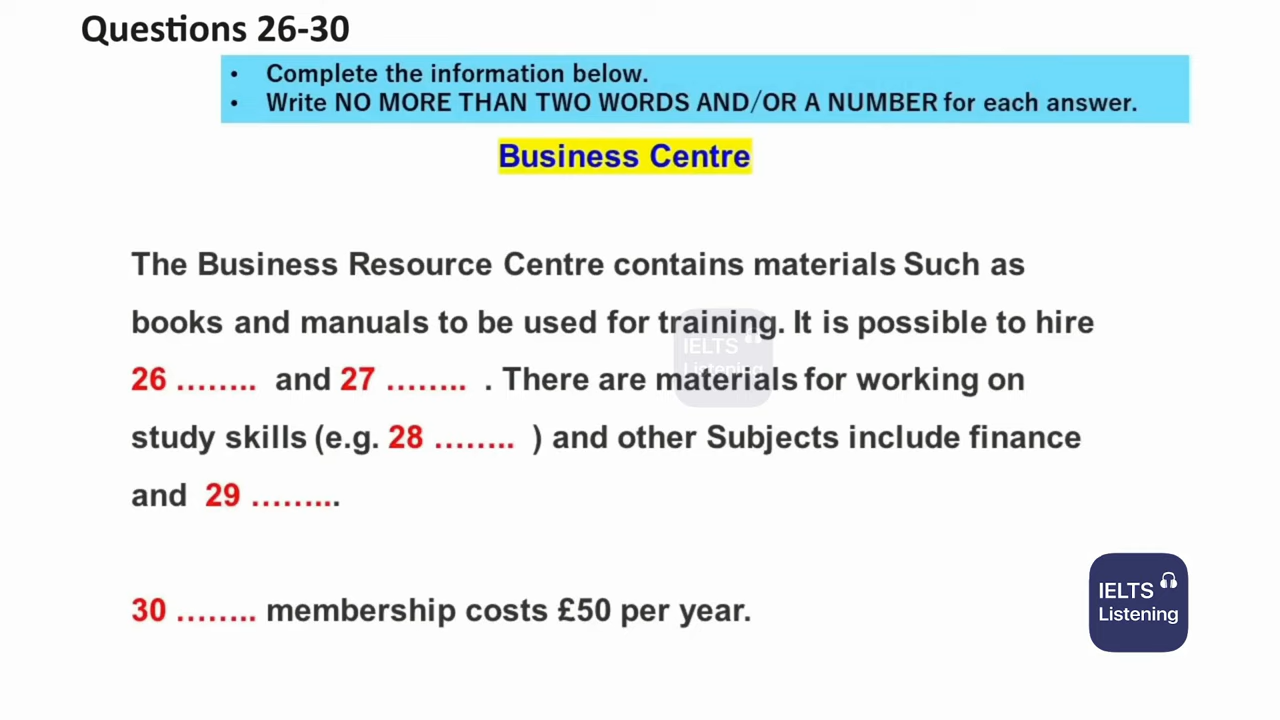 Questions 26-30
• Complete the information below.
• Write NO MORE THAN TWO WORDS AND/OR A NUMBER for each answer.
Business Centre
The Business Resource Centre contains materials Such as
books and manuals to be used for training. It is possible to hire
26 …….. and 27 …….. . There are materials for working on
study skills (e.g. 28 …….. ) and other Subjects include finance
and 29 ……...
30 …….. membership costs £50 per year.
IELTS
Listening
IELTS
Listening